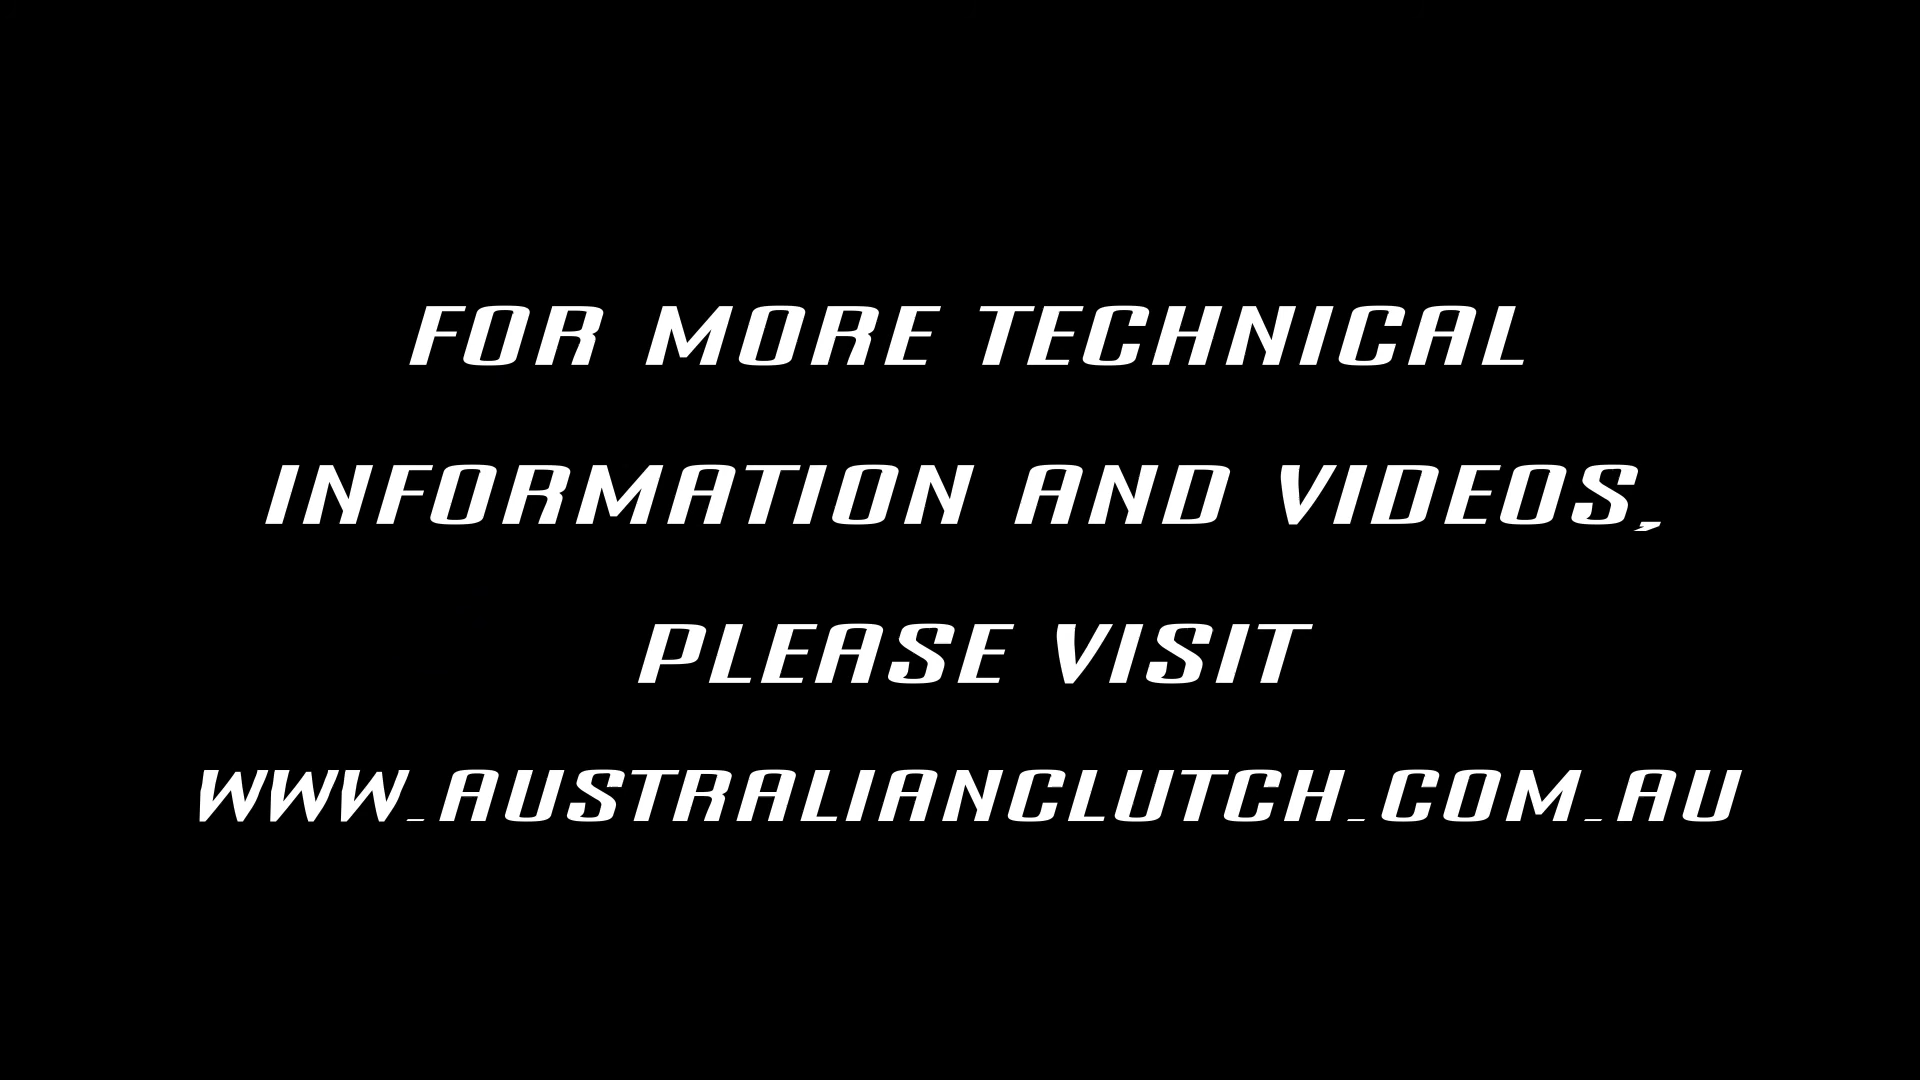 FOR MORE TECHNICAL
INFORMATION AND VIDEOS,
PLEASE VISIT
WWW.AUSTRALIANCLUTCH.COM.AU